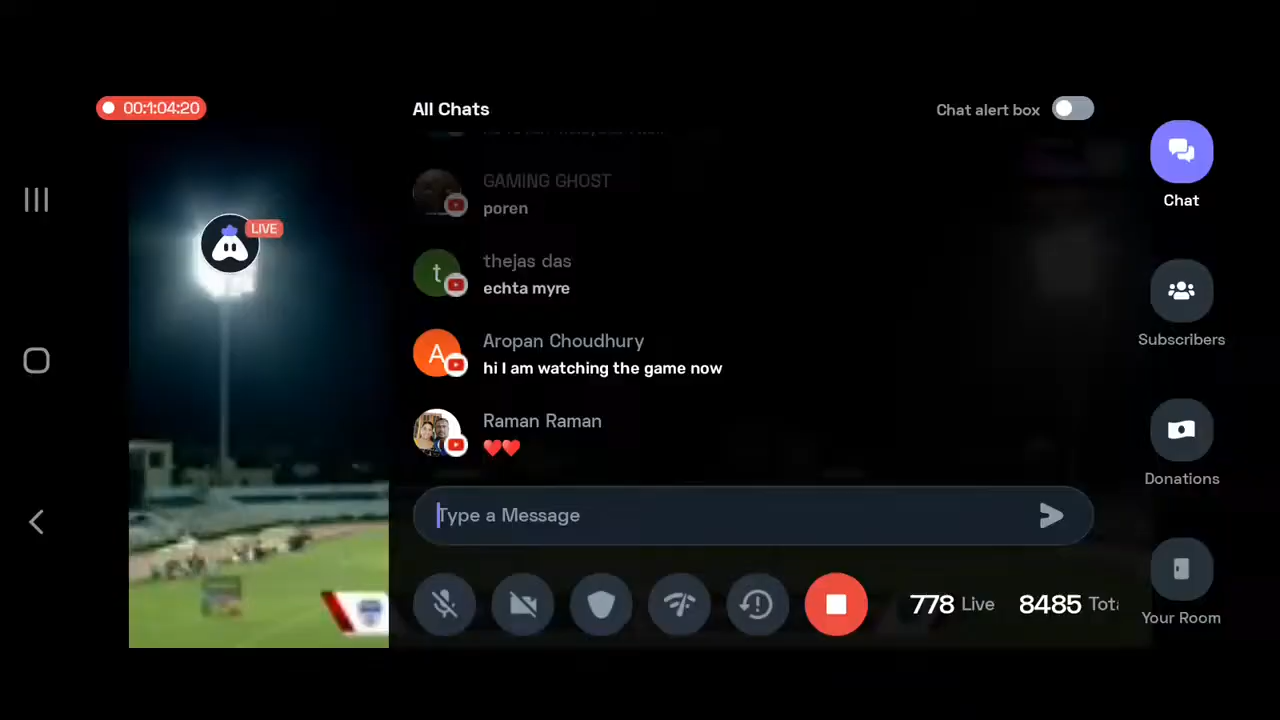 00:1:04:20
All Chats
Chat alert box
GAMING GHOST
poren
thejas das
echta myre
Aropan Choudhury
hi I am watching the game now
Raman Raman
❤️❤️
Type a Message
778 Live
8485 Tota
Chat
Subscribers
Donations
Your Room
LIVE
t
A